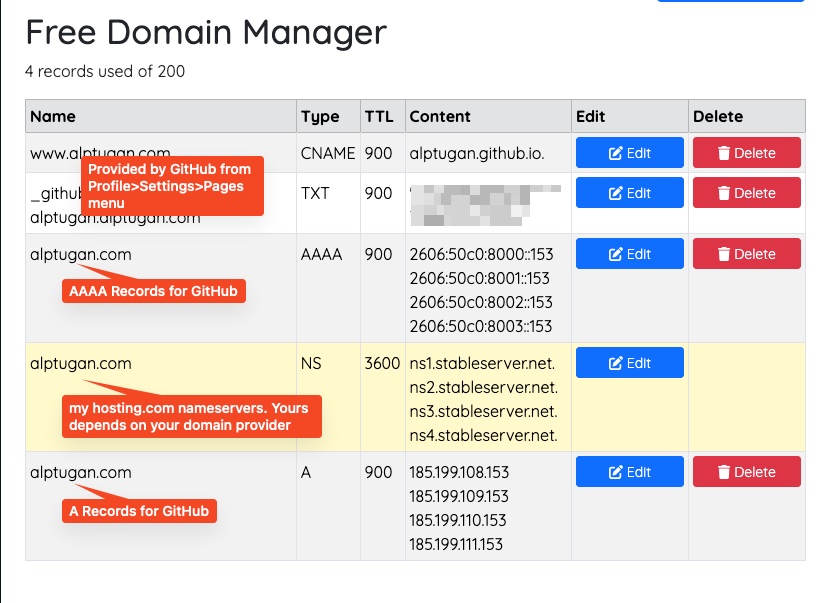 Free Domain Manager
4 records used of 200
Name Type TTL Content Edit Delete
www.alptugan.com CNAME 900 alptugan.github.io. Edit Delete
Provided by GitHub from
Profile>Settings>Pages
menu
TXT 900 Edit Delete
alptugan.alptugan.com
alptugan.com AAAA 900 2606:50c0:8000::153 Edit Delete
2606:50c0:8001::153
AAAA Records for GitHub
2606:50c0:8002::153
2606:50c0:8003::153
alptugan.com NS 3600 ns1.stableserver.net. Edit
ns2.stableserver.net.
my hosting.com nameservers. Yours
depends on your domain provider
ns3.stableserver.net.
ns4.stableserver.net.
alptugan.com A 900 185.199.108.153 Edit Delete
185.199.109.153
A Records for GitHub
185.199.110.153
185.199.111.153